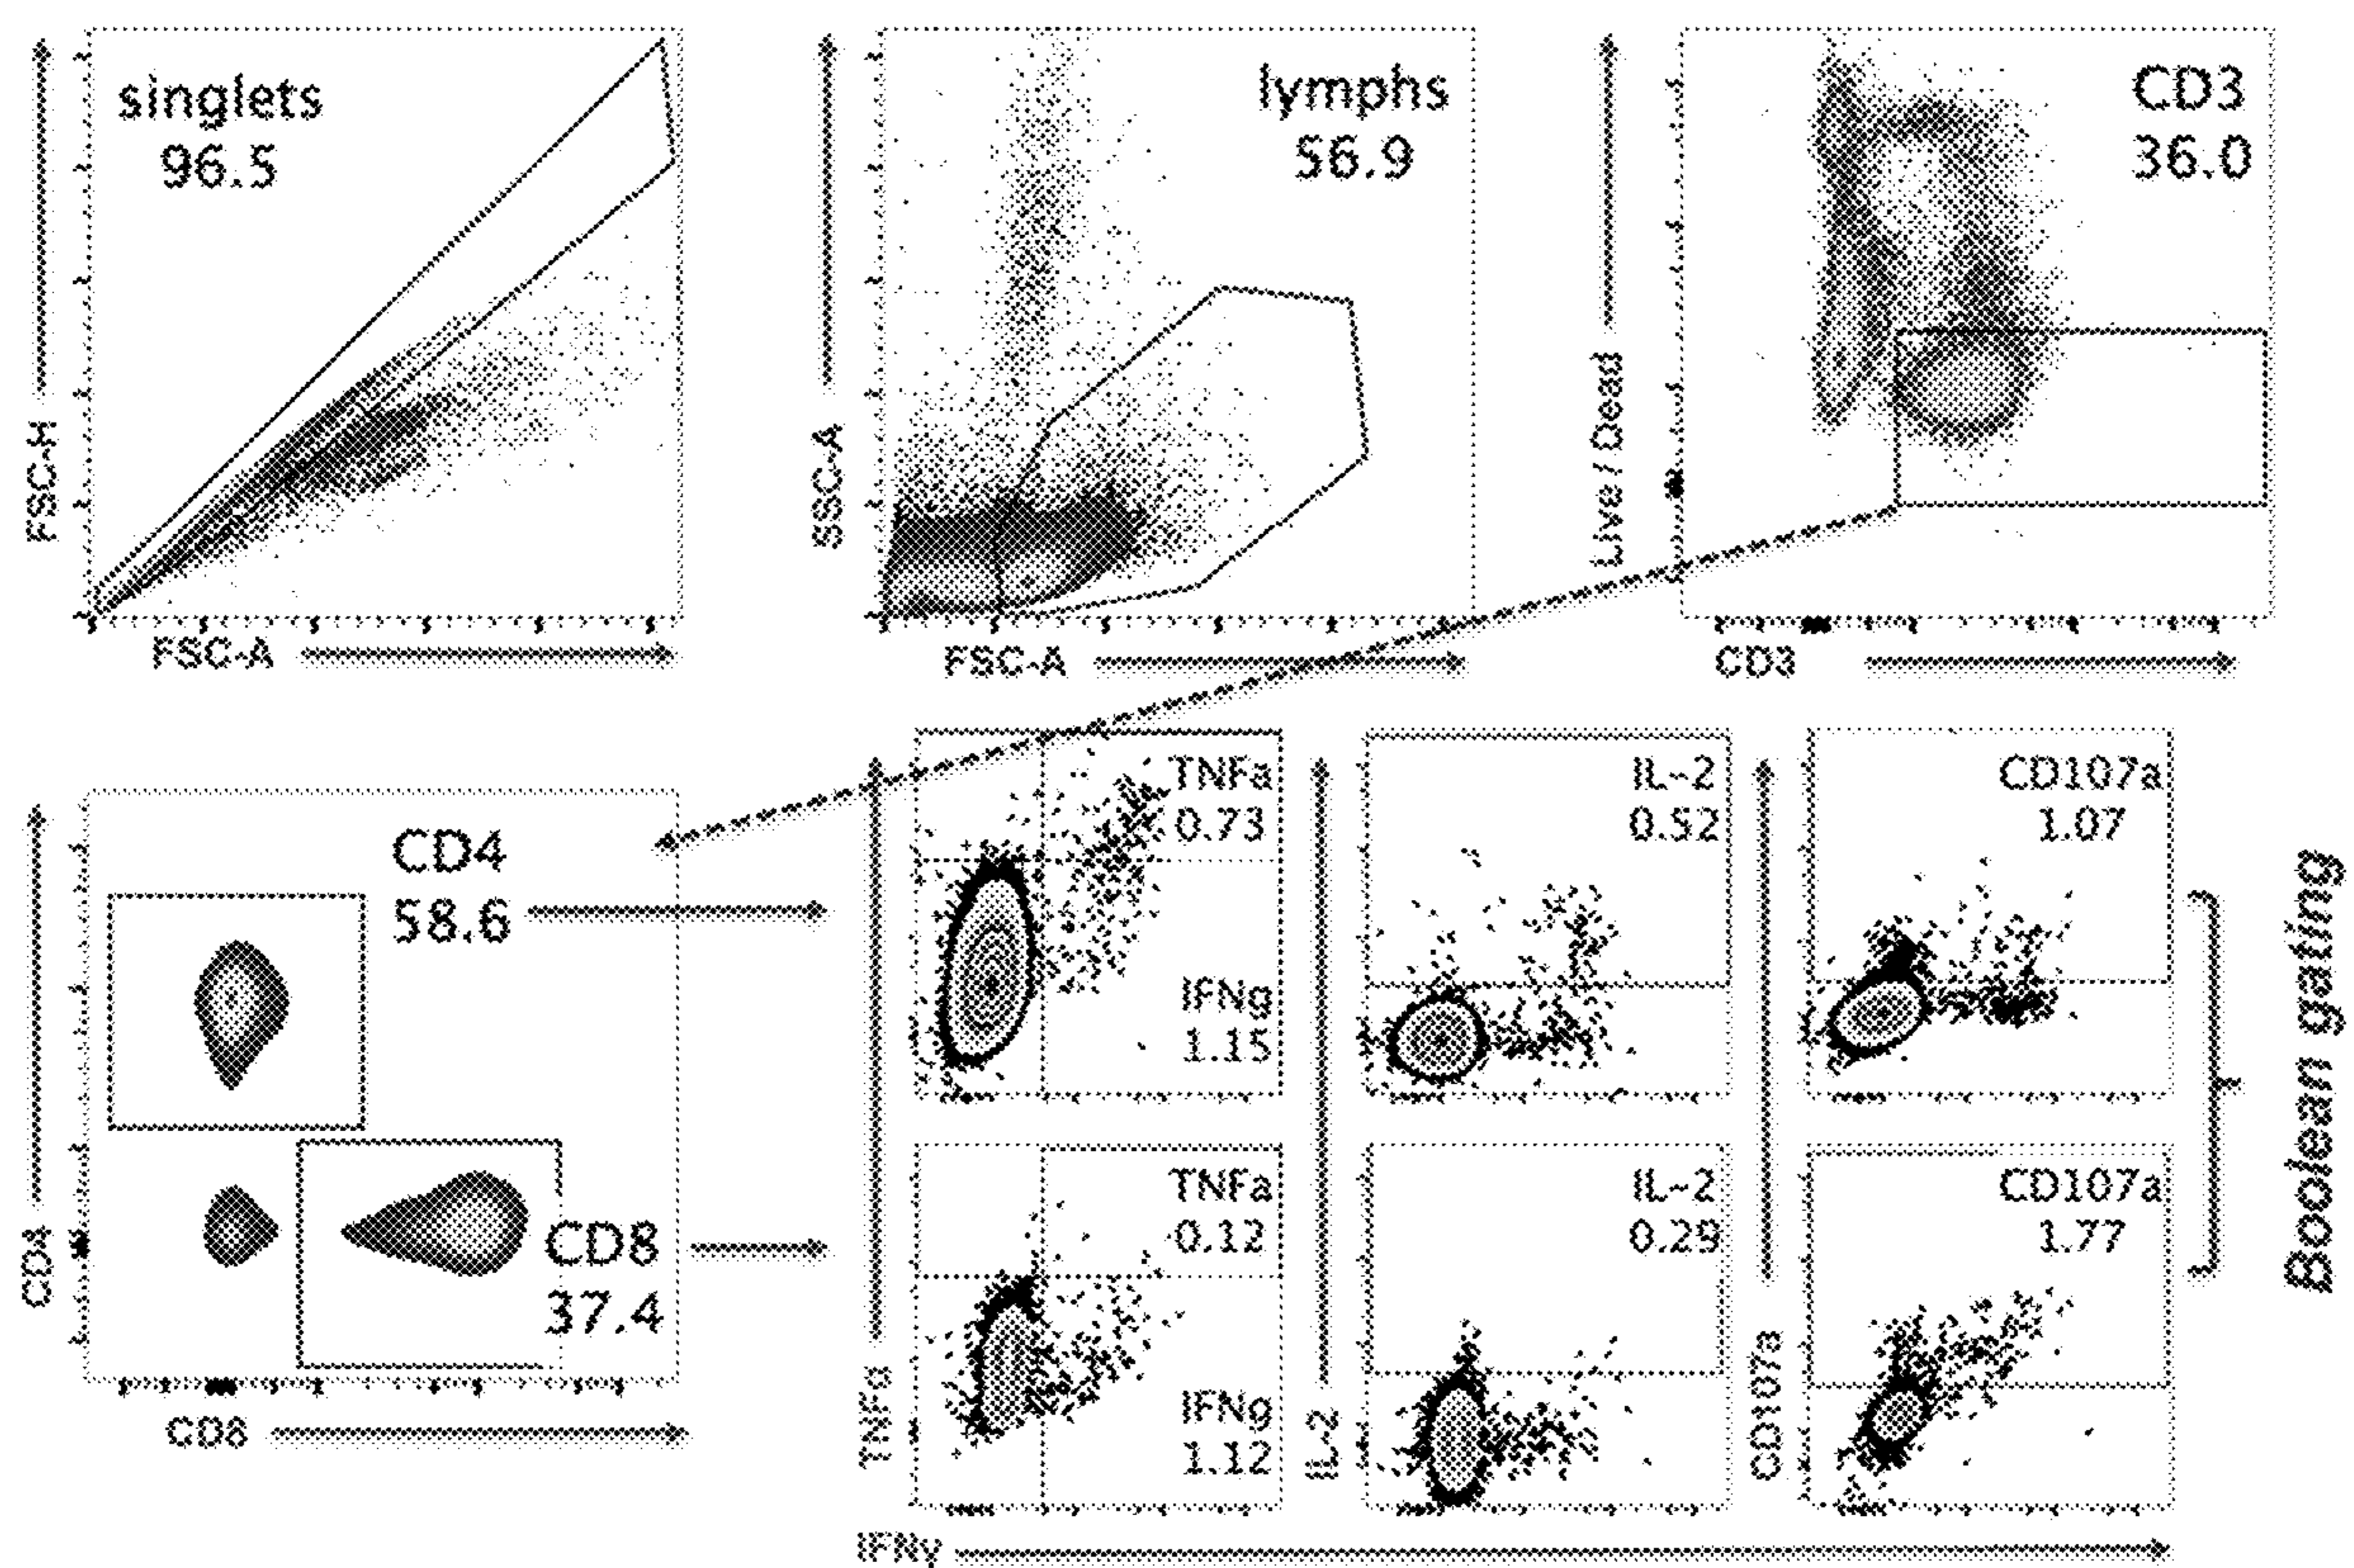 singlets
96.5
FSC-H
FSC-A
lymphs
56.9
SSC-A
FSC-A
CD3
36.0
Live / Dead
CD3
CD4
58.6
CD8
37.4
CD4
CD8
TNFa
0.73
IFNg
1.15
IL-2
0.52
CD107a
1.07
TNFa
0.12
IFNg
1.12
IL-2
0.29
CD107a
1.77
TNFα
IL-2
CD107a
IFNγ
Boolean gating